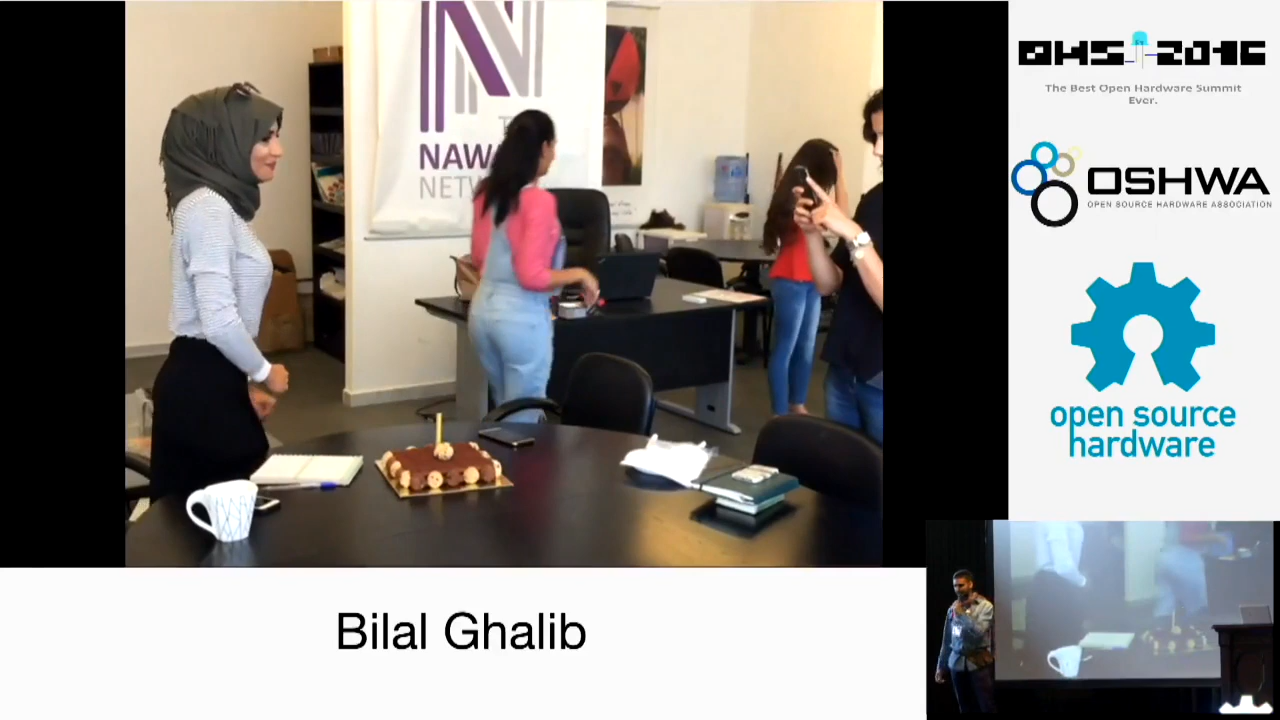 NAWA
NETW
Bilal Ghalib
OHS 2016
The Best Open Hardware Summit
Ever.
OSHWA
OPEN SOURCE HARDWARE ASSOCIATION
open source
hardware